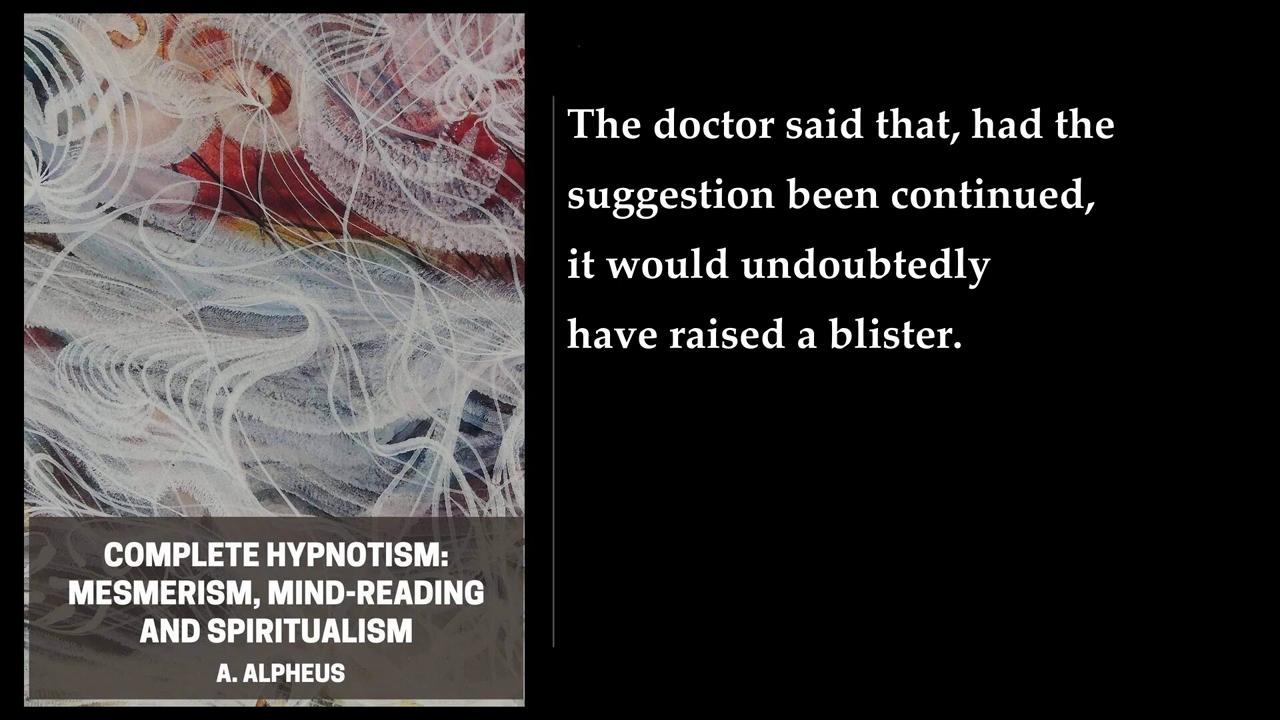 The doctor said that, had the
suggestion been continued,
it would undoubtedly
have raised a blister.
COMPLETE HYPNOTISM:
MESMERISM, MIND-READING
AND SPIRITUALISM
A. ALPHEUS